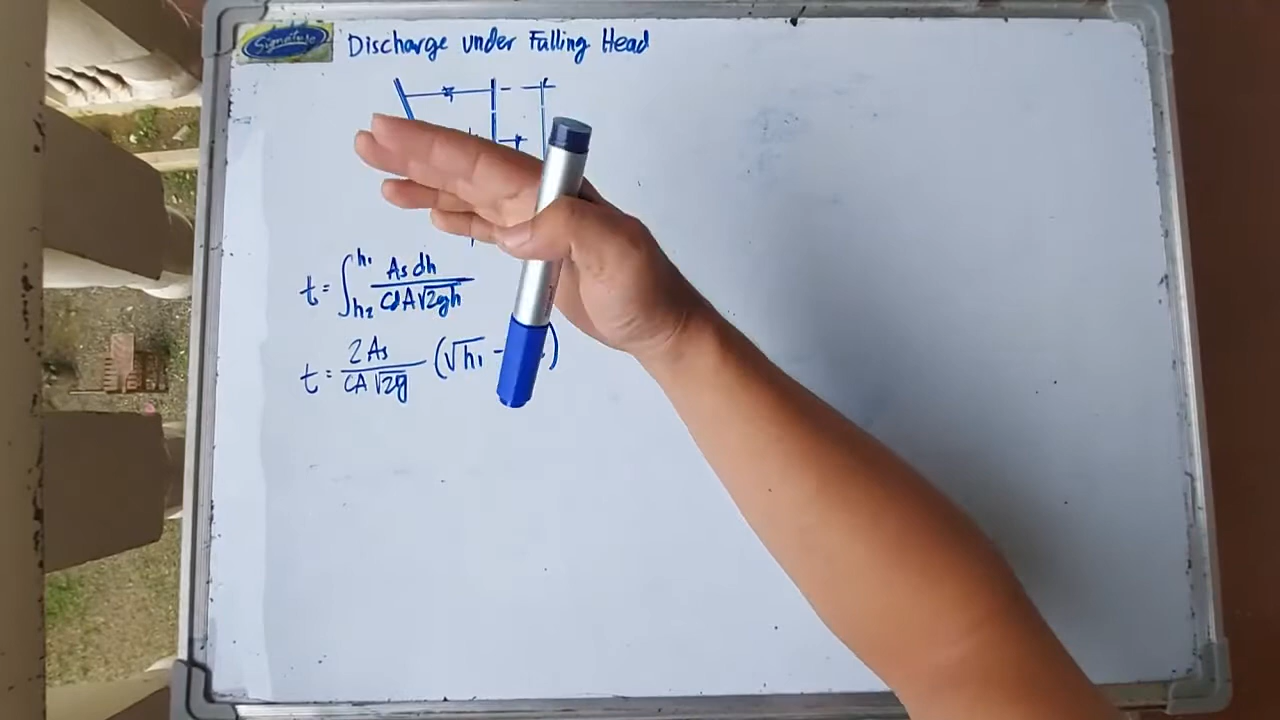 Signature
Discharge under Falling Head
t = ∫ h₁ h₂ As dh / CdA√2gh
t = 2As / CA√2g (√h₁ - )